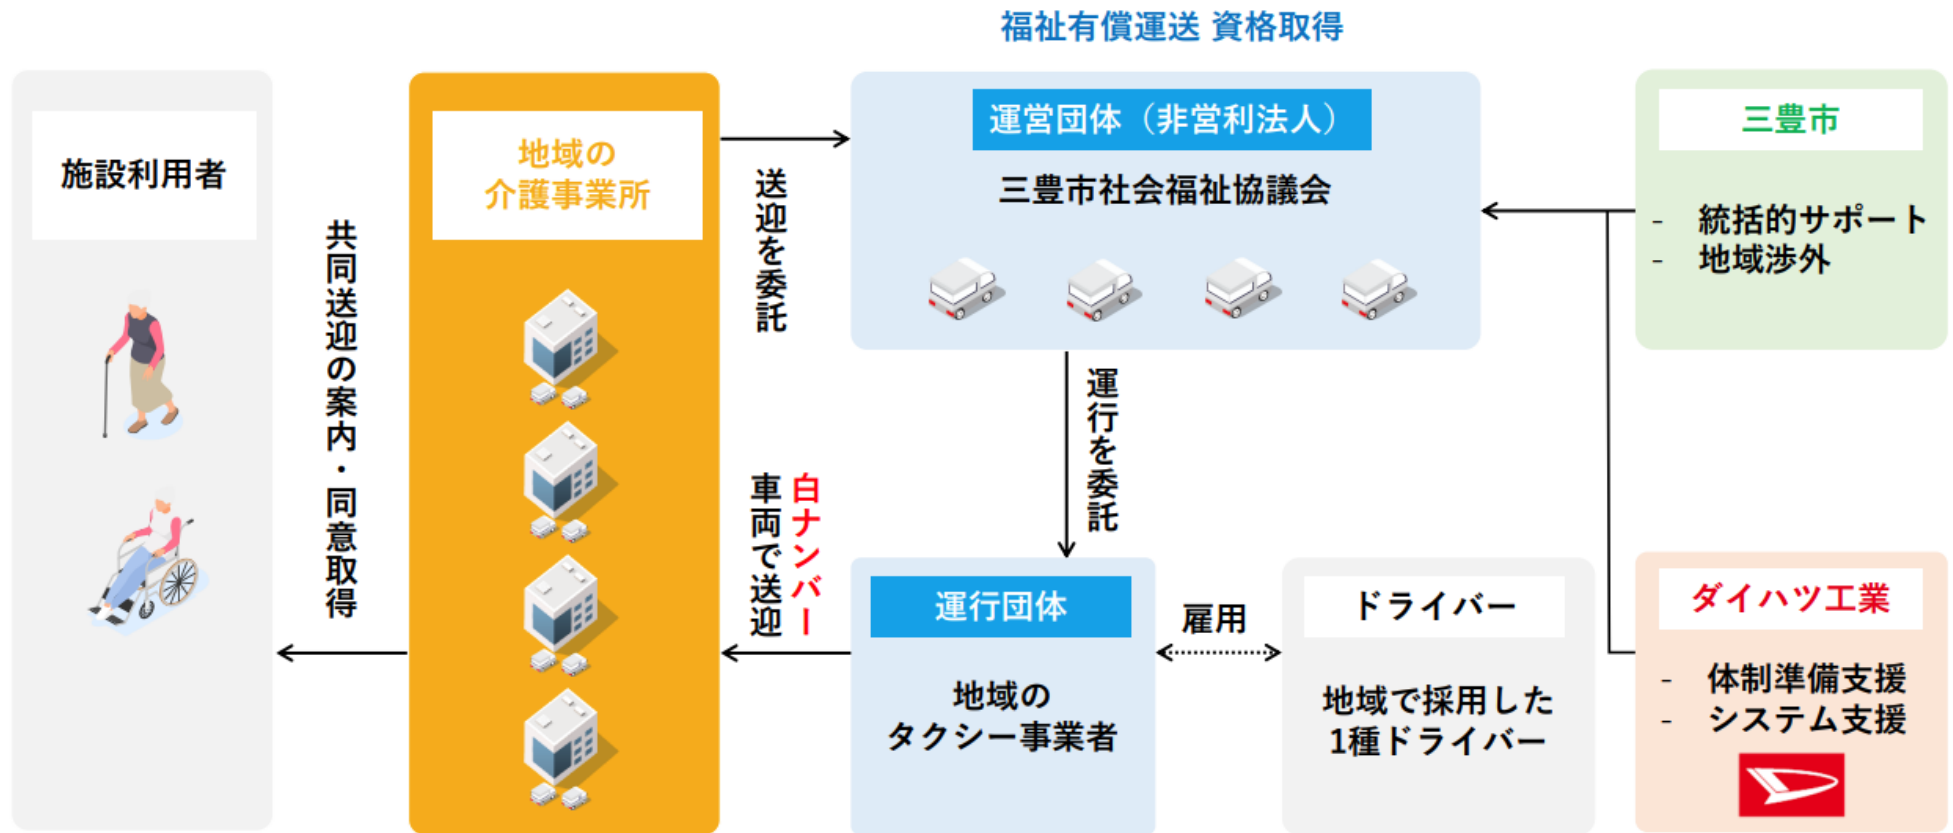 福祉有償運送 資格取得
施設利用者
共同送迎の案内・同意取得
地域の
介護事業所
送迎を委託
白ナンバー
車両で送迎
運営団体（非営利法人）
三豊市社会福祉協議会
運行を委託
運行団体
地域の
タクシー事業者
雇用
ドライバー
地域で採用した
1種ドライバー
三豊市
- 統括的サポート
- 地域渉外
ダイハツ工業
- 体制準備支援
- システム支援